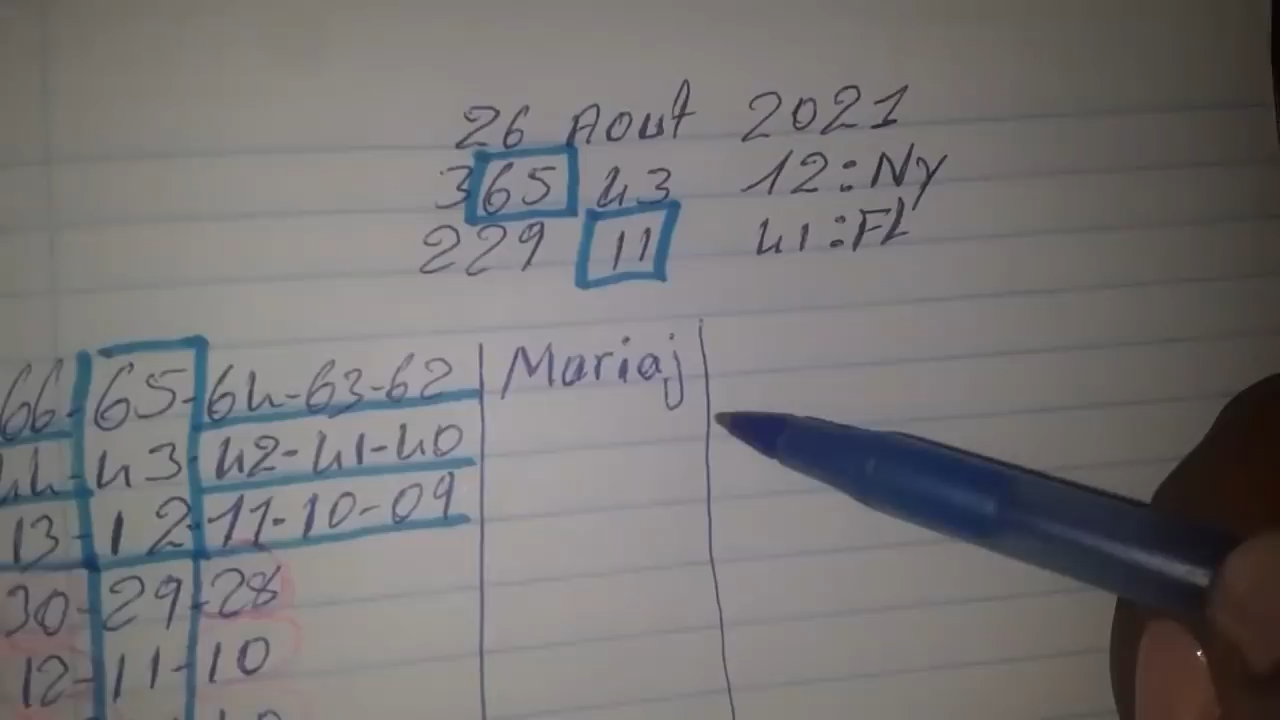 26 Aout 2021
365 43 12:Ny
229 11 41:FL
66-65-64-63-62 Mariaj
44-43-42-41-40
13-12-11-10-09
30-29-28
12-11-10